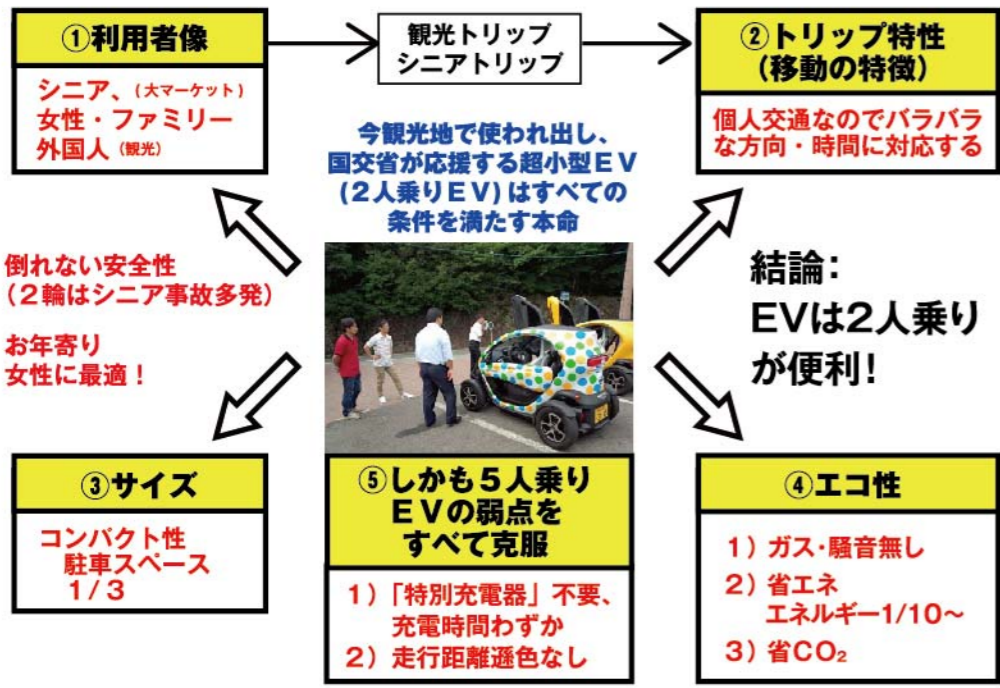 ①利用者像
シニア、(大マーケット)
女性・ファミリー
外国人(観光)
観光トリップ
シニアトリップ
②トリップ特性
(移動の特徴)
個人交通なのでバラバラ
な方向・時間に対応する
今観光地で使われ出し、
国交省が応援する超小型EV
(2人乗りEV)はすべての
条件を満たす本命
倒れない安全性
(2輪はシニア事故多発)
お年寄り
女性に最適!
結論:
EVは2人乗り
が便利!
③サイズ
コンパクト性
駐車スペース
1/3
⑤しかも5人乗り
EVの弱点を
すべて克服
1)「特別充電器」不要、
充電時間わずか
2)走行距離遜色なし
④エコ性
1)ガス・騒音無し
2)省エネ
エネルギー1/10~
3)省CO₂